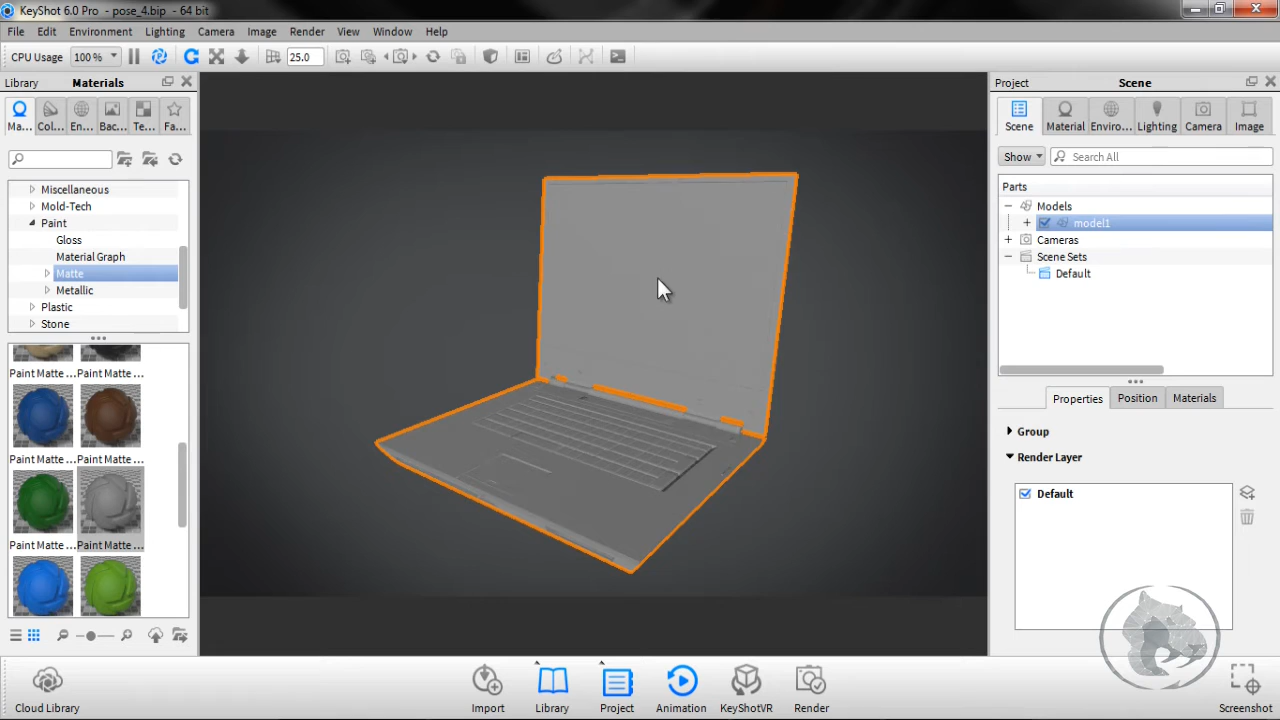 KeyShot 6.0 Pro - pose_4.bip - 64 bit
File Edit Environment Lighting Camera Image Render View Window Help
CPU Usage 100 % 25.0
Library Materials
Ma... Col... En... Bac... Te... Fa...
Miscellaneous
Mold-Tech
Paint
Gloss
Material Graph
Matte
Metallic
Plastic
Stone
Paint Matte ... Paint Matte ...
Paint Matte ... Paint Matte ...
Paint Matte ... Paint Matte ...
Project Scene
Scene Material Enviro... Lighting Camera Image
Show Search All
Parts
Models
model1
Cameras
Scene Sets
Default
Properties Position Materials
Group
Render Layer
Default
Cloud Library Import Library Project Animation KeyShotVR Render Screenshot